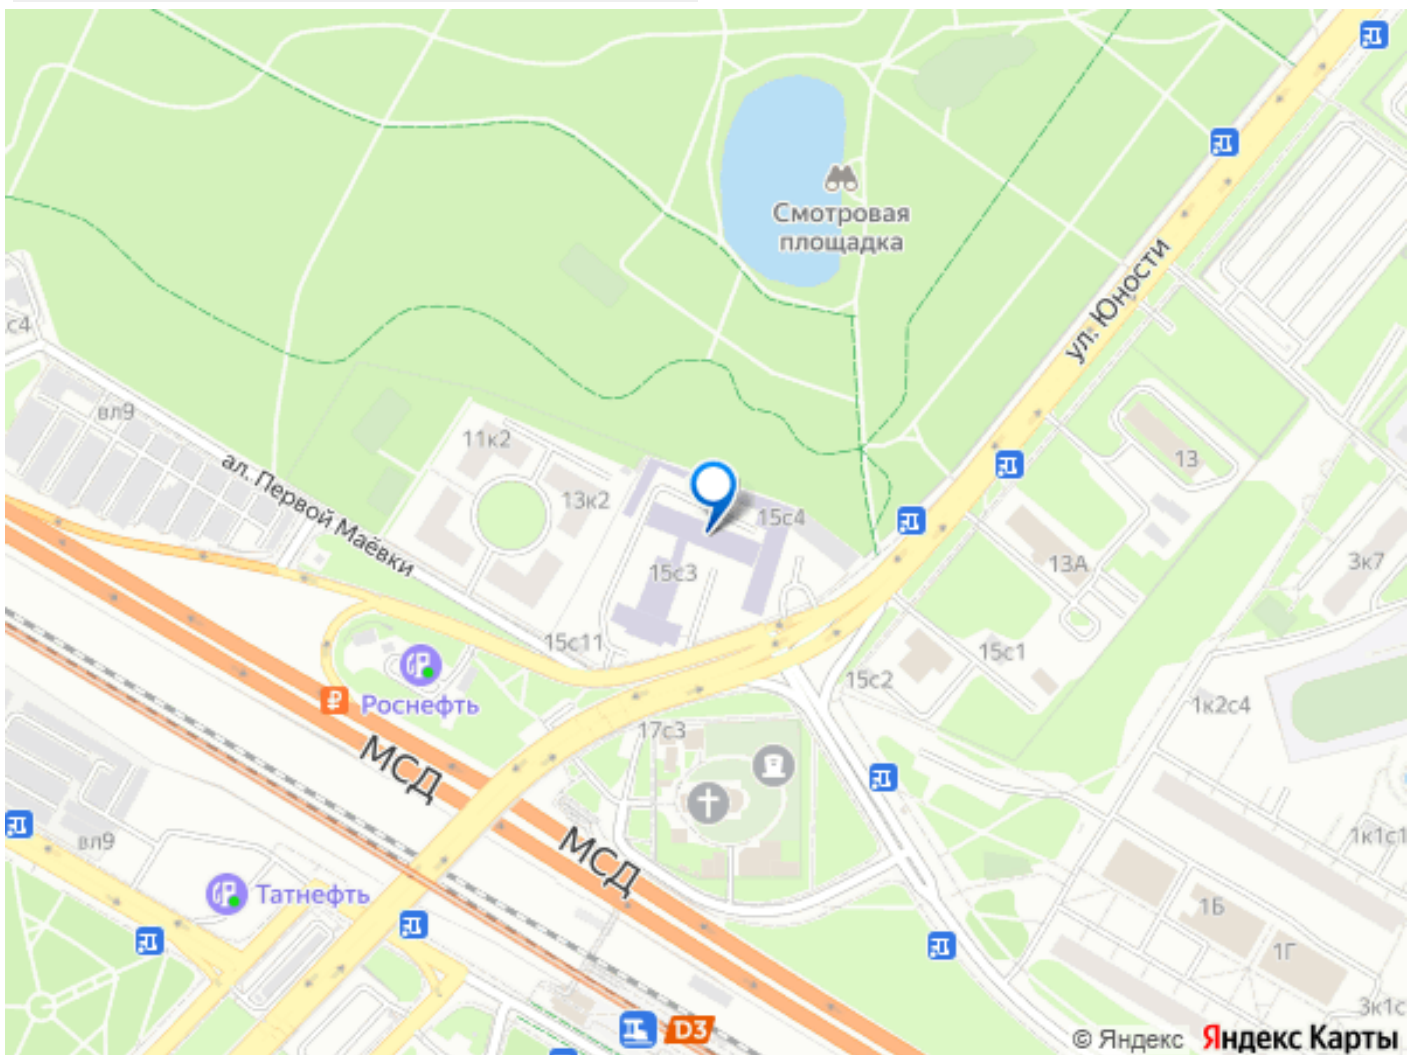 Смотровая
площадка
ул. Юности
с4
вл9
11к2
13
ал. Первой Маёвки
13к2
15с4
13А
3к7
15с3
15с11
15с1
15с2
Роснефть
₽
1к2с4
17с3
МСД
1к1с1
вл9
МСД
Татнефть
1Б
1Г
3к1с
D3
© Яндекс Яндекс Карты